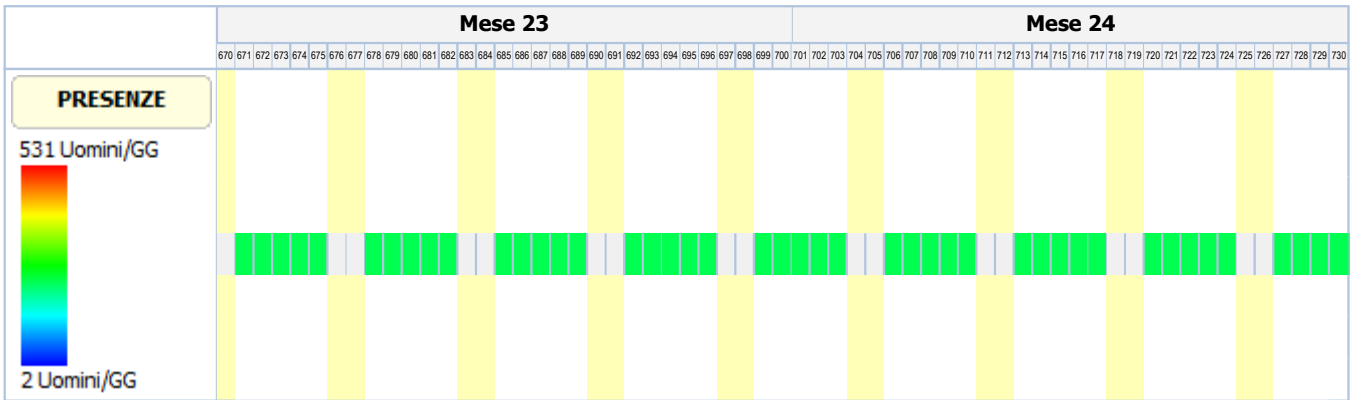 Mese 23 Mese 24
670 671 672 673 674 675 676 677 678 679 680 681 682 683 684 685 686 687 688 689 690 691 692 693 694 695 696 697 698 699 700 701 702 703 704 705 706 707 708 709 710 711 712 713 714 715 716 717 718 719 720 721 722 723 724 725 726 727 728 729 730
PRESENZE
531 Uomini/GG
2 Uomini/GG